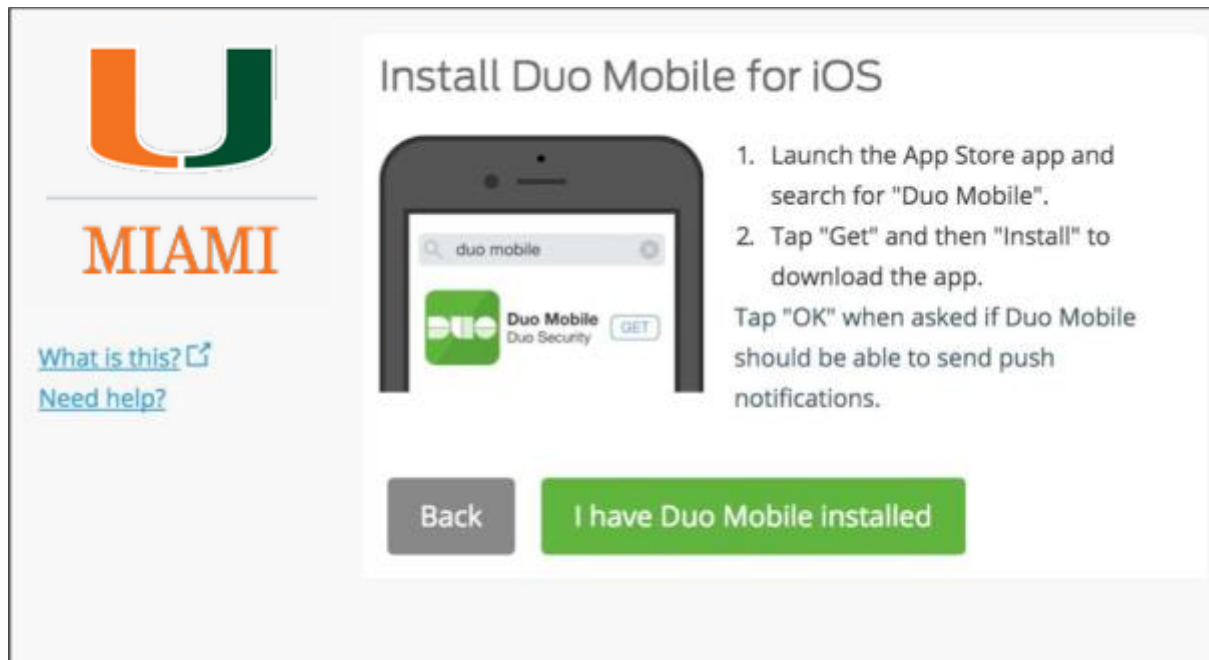 MIAMI
What is this?
Need help?
Install Duo Mobile for iOS
duo mobile
DUO
Duo Mobile
Duo Security
GET
1. Launch the App Store app and
search for "Duo Mobile".
2. Tap "Get" and then "Install" to
download the app.
Tap "OK" when asked if Duo Mobile
should be able to send push
notifications.
Back
I have Duo Mobile installed